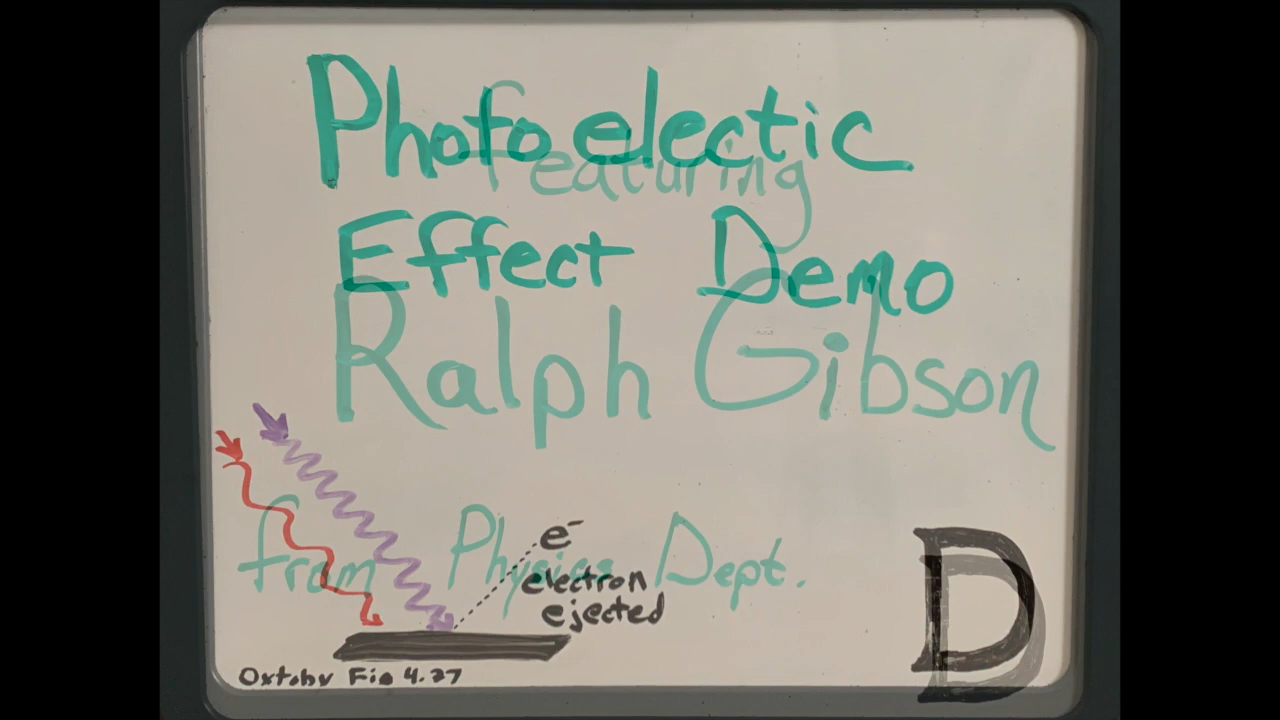 Photoelectic
Featuring
Effect Demo
Ralph Gibson
from Physics Dept.
e-
electron
ejected
D
Oxtoby Fig 4.27